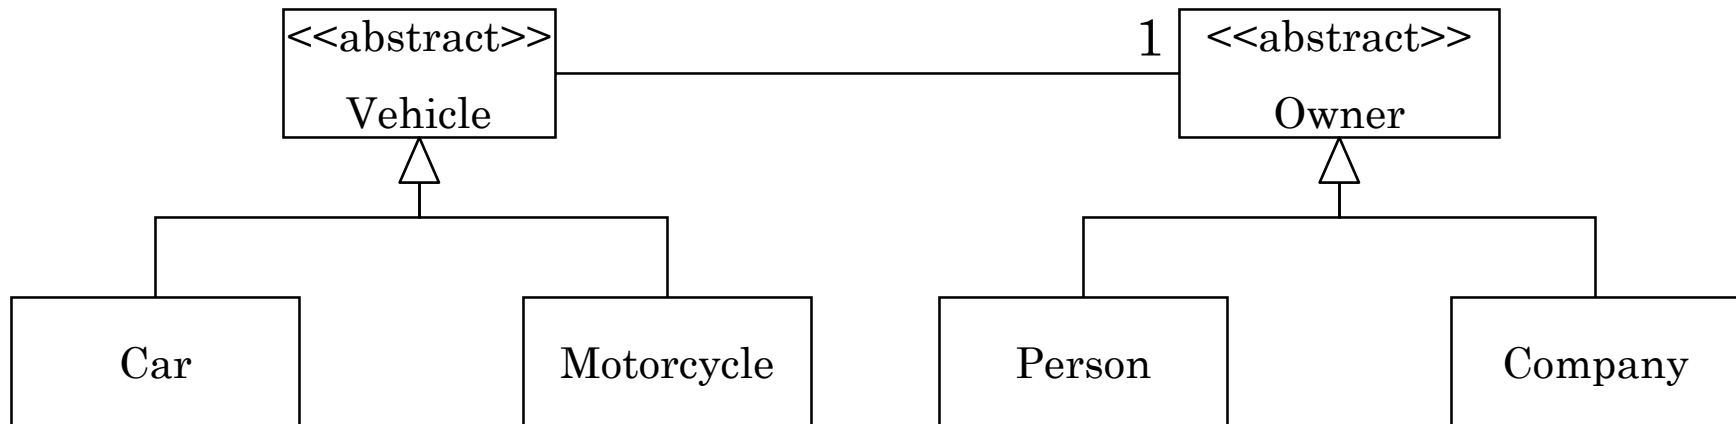 <<abstract>>
Vehicle
1
<<abstract>>
Owner
Car
Motorcycle
Person
Company